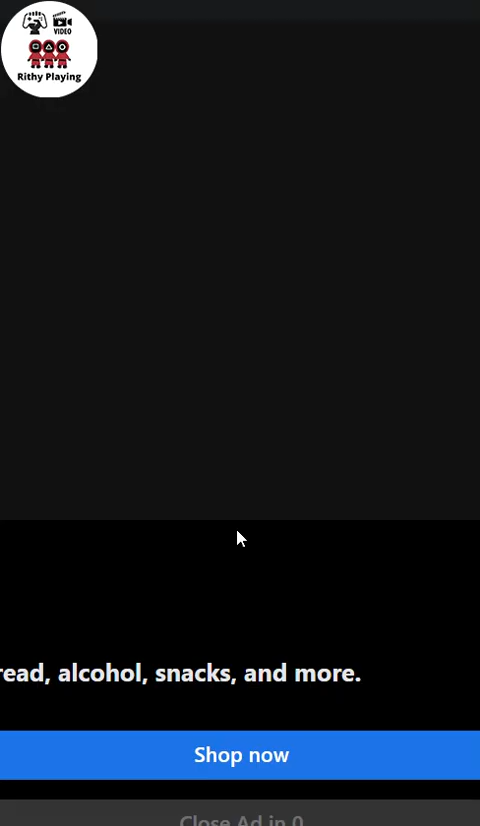 VIDEO
Rithy Playing
read, alcohol, snacks, and more.
Shop now
Close Ad in 0